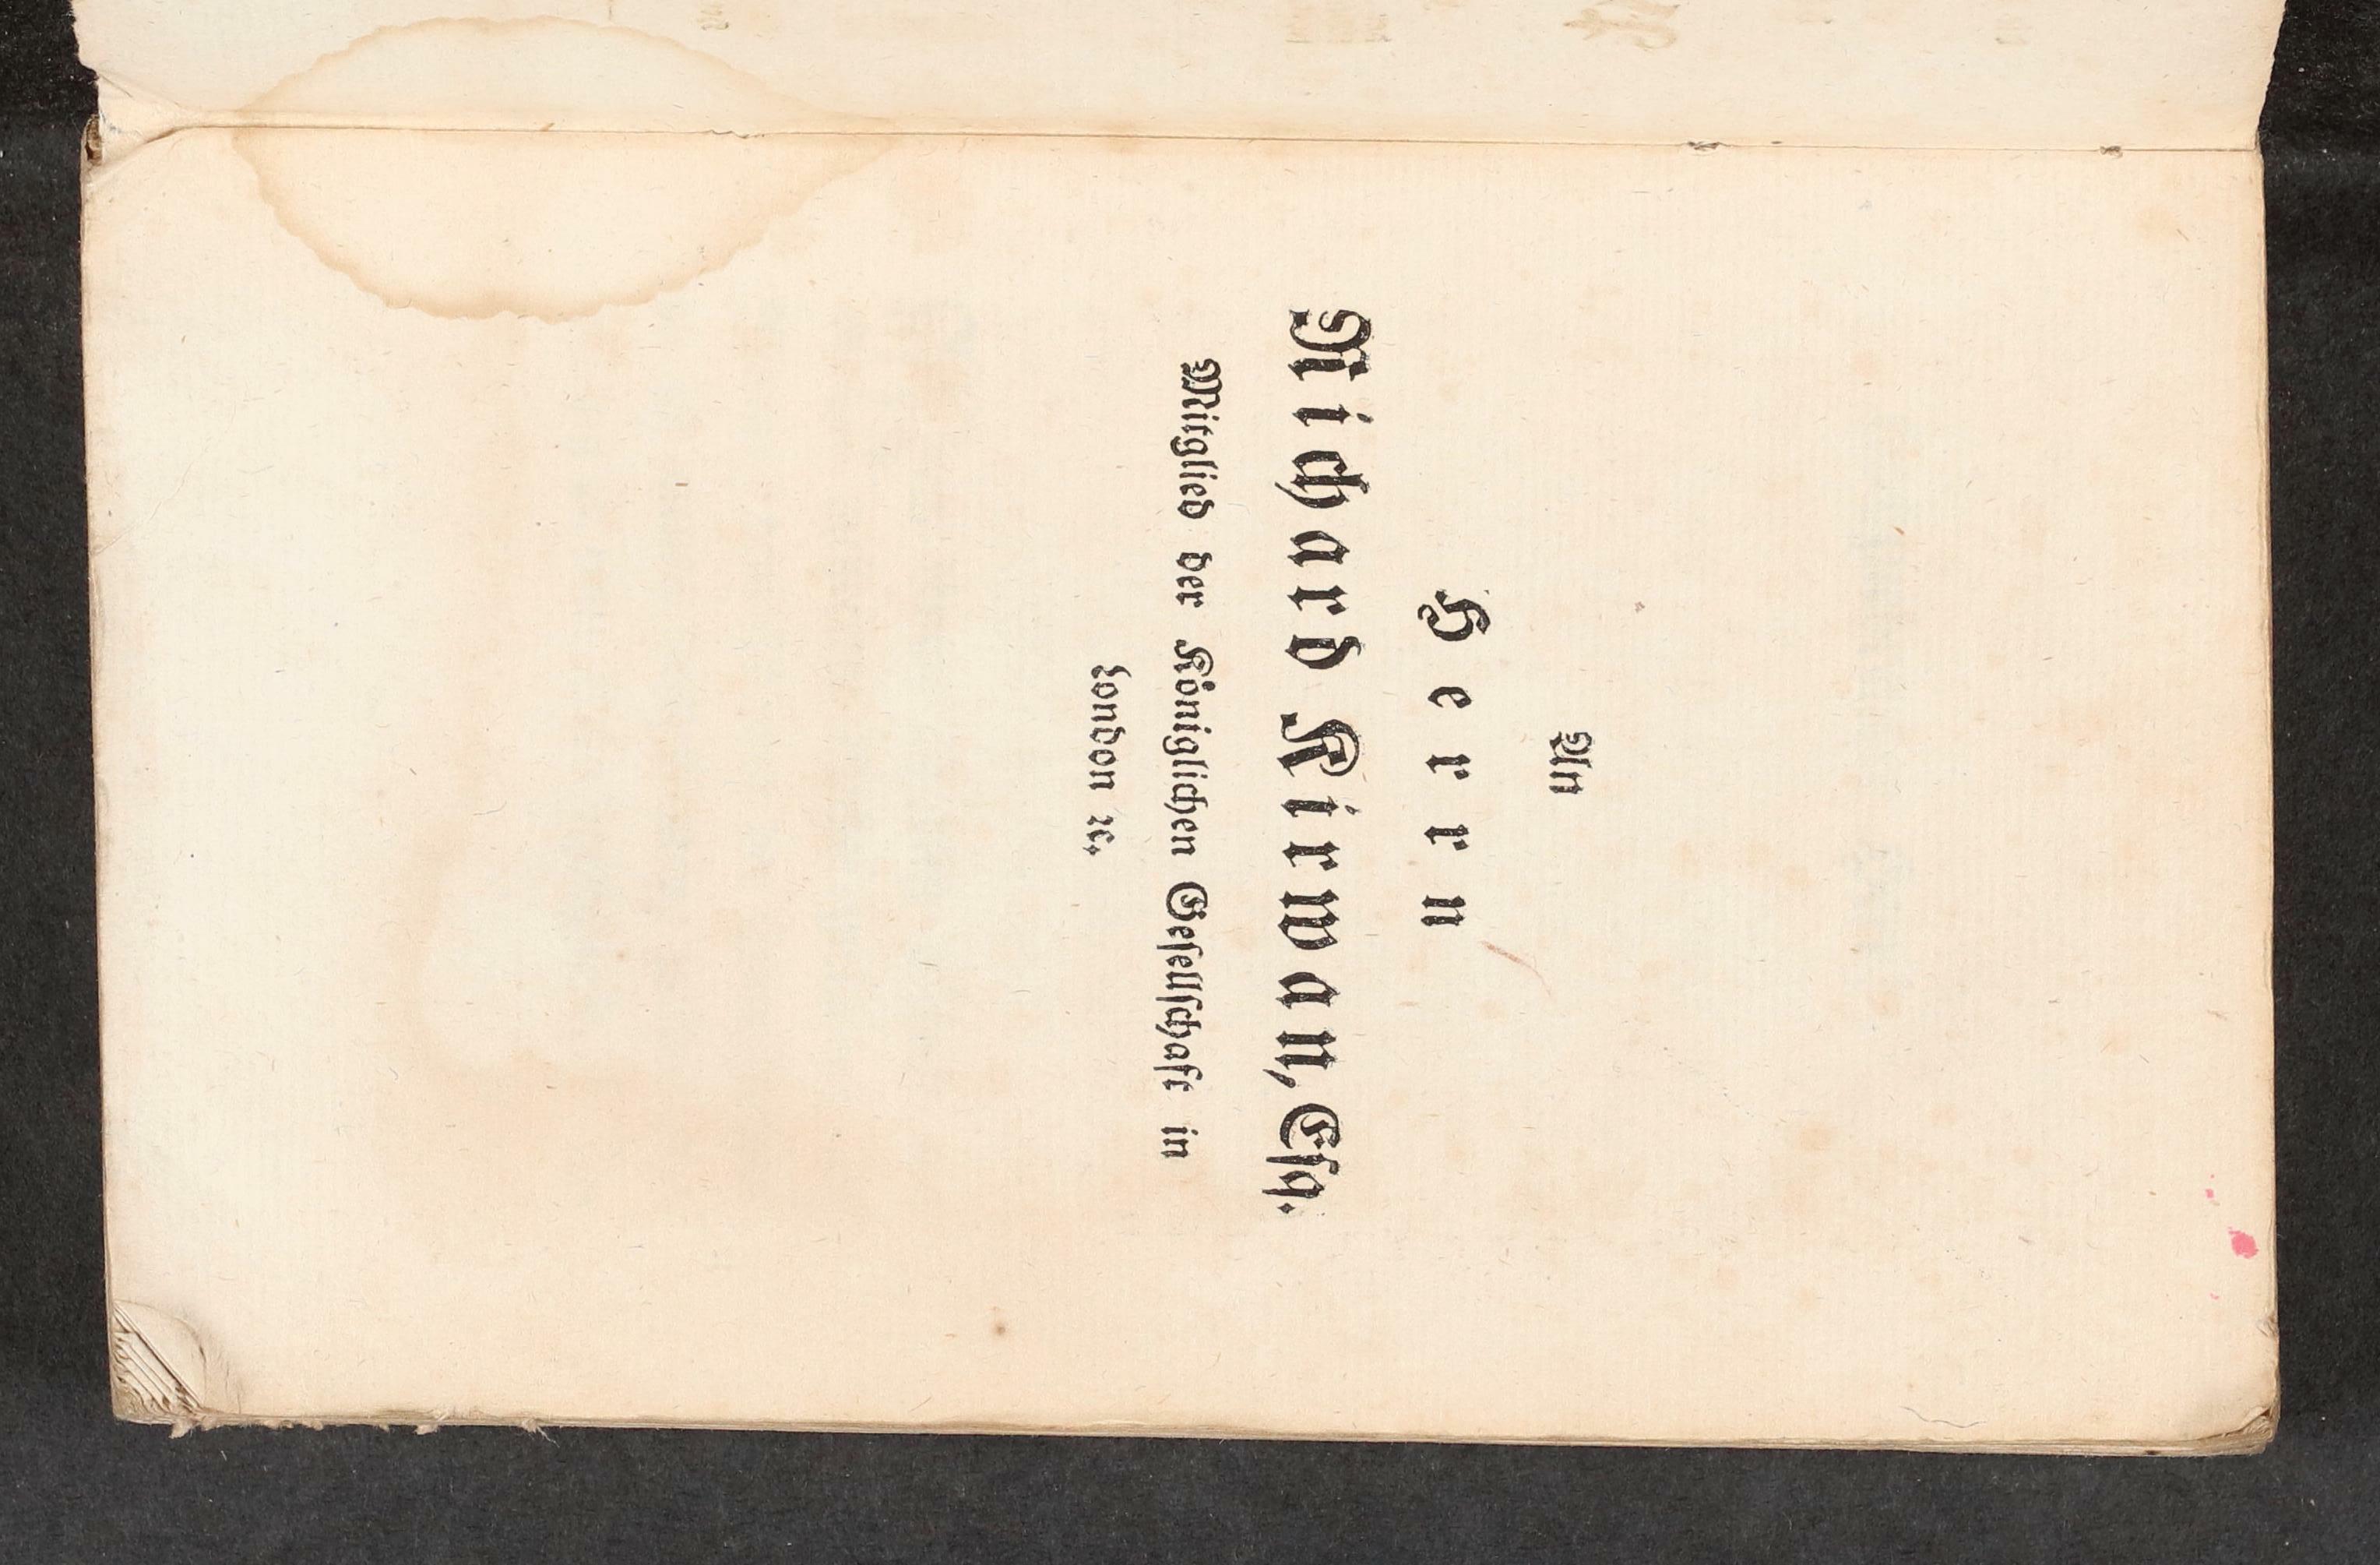 An
Herrn
Richard Kirwan, Esq.
Mitglied der Königlichen Gesellschaft in
London ꝛc.